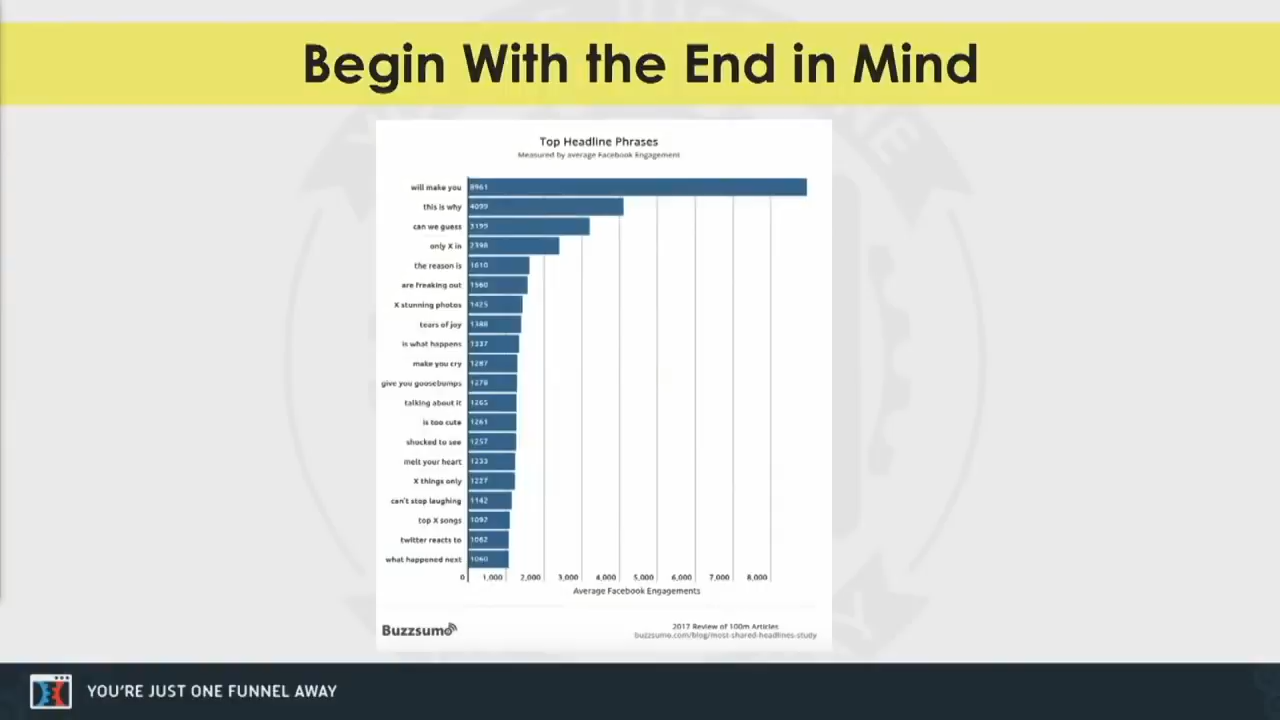 Begin With the End in Mind
Top Headline Phrases
Measured by average Facebook Engagement
will make you 8961
this is why 4099
can we guess 3199
only X in 2398
the reason is 1610
are freaking out 1560
X stunning photos 1425
tears of joy 1388
is what happens 1337
make you cry 1287
give you goosebumps 1278
talking about it 1265
is too cute 1261
shocked to see 1257
melt your heart 1233
X things only 1227
can't stop laughing 1142
top X songs 1092
twitter reacts to 1062
what happened next 1060
0 1,000 2,000 3,000 4,000 5,000 6,000 7,000 8,000
Average Facebook Engagements
Buzzsumo
2017 Review of 100m Articles
buzzsumo.com/blog/most-shared-headlines-study
YOU'RE JUST ONE FUNNEL AWAY